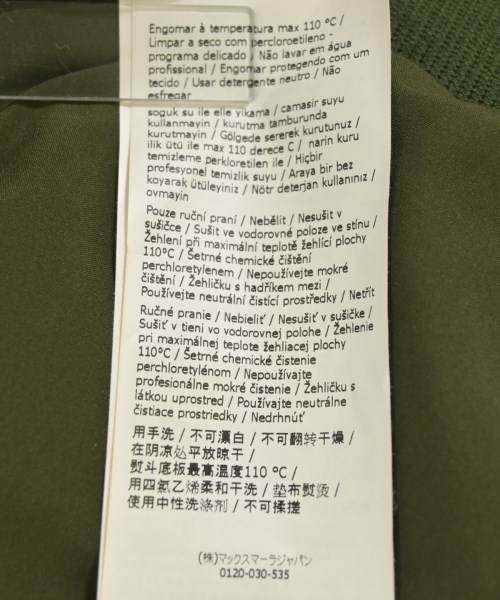 Engomar à temperatura max 110 °C /
Limpar a seco com percloroetileno -
programa delicado / Não lavar em água
profissional / Engomar protegendo com um
tecido / Usar detergente neutro / Não
esfregar
soguk su ile elle yıkama / camasir suyu
kullanmayin / kurutma tamburunda
kurutmayin / Gölgede sererek kurutunuz /
ilik ütü ile max 110 derece C / narin kuru
temizleme perkloretilen ile / Hiçbir
profesyonel temizlik suyu / Araya bir bez
koyarak ütüleyiniz / Nötr deterjan kullanınız /
ovmayin
Pouze ruční praní / Nebělit / Nesušit v
sušičce / Sušit ve vodorovné poloze ve stínu /
Žehlení při maximální teplotě žehlící plochy
110°C / Šetrné chemické čištění
perchloretylenem / Nepoužívejte mokré
čištění / Žehličku s hadříkem mezi /
Používejte neutrální čistící prostředky / Netřít
Ručné pranie / Nebieliť / Nesušiť v sušičke /
Sušiť v tieni vo vodorovnej polohe / Žehlenie
pri maximálnej teplote žehliacej plochy
110°C / Šetrné chemické čistenie
perchloretylénom / Nepoužívajte
profesionálne mokré čistenie / Žehličku s
látkou uprostred / Používajte neutrálne
čistiace prostriedky / Nedrhnúť
用手洗 / 不可漂白 / 不可翻转干燥 /
在阴凉处平放晾干 /
熨斗底板最高温度110 °C /
用四氯乙烯柔和干洗 / 垫布熨烫 /
使用中性洗涤剂 / 不可揉搓
(株)マックスマーラジャパン
0120-030-535